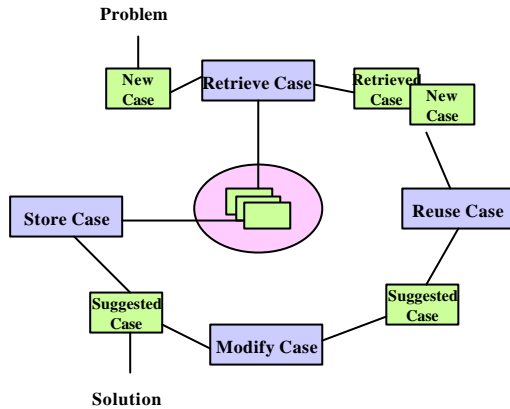 Problem
New
Case
Retrieve Case
Retrieved
Case
New
Case
Store Case
Reuse Case
Suggested
Case
Suggested
Case
Modify Case
Solution